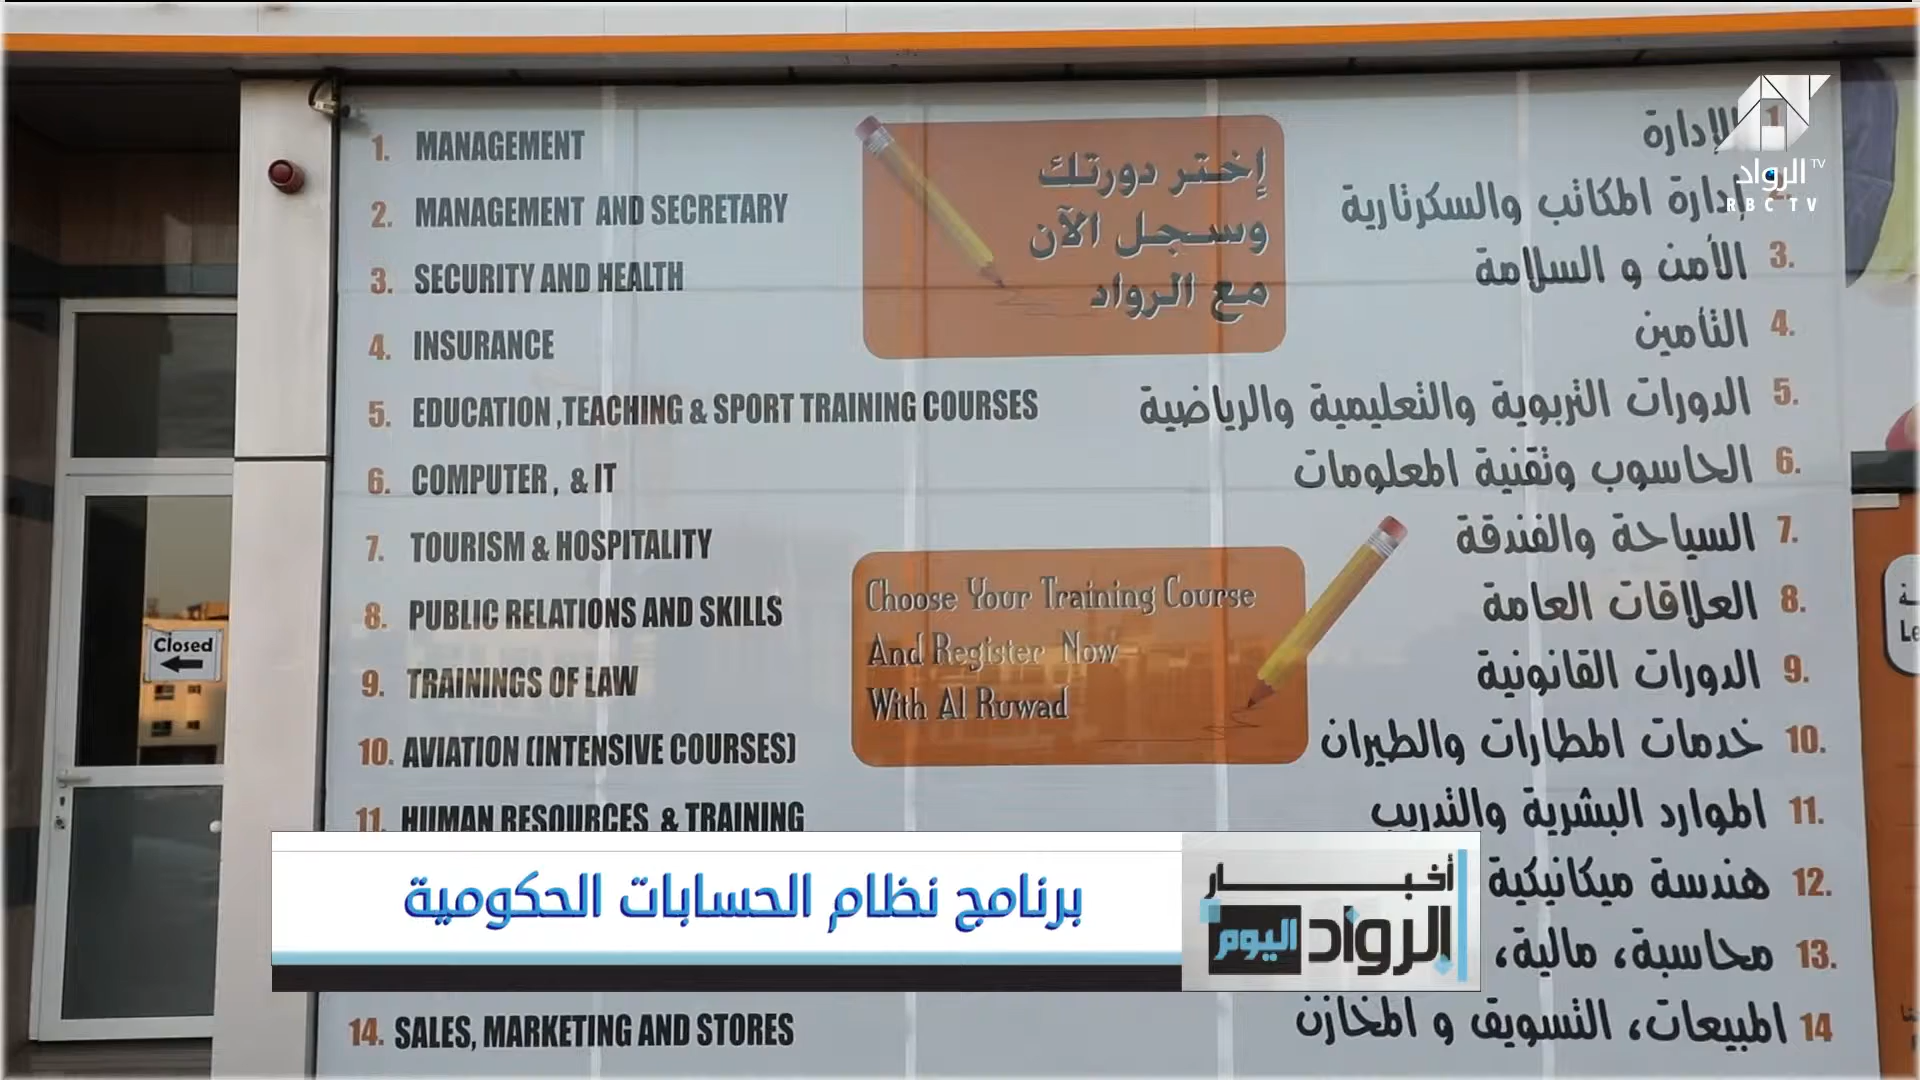 1. MANAGEMENT
2. MANAGEMENT AND SECRETARY
3. SECURITY AND HEALTH
4. INSURANCE
5. EDUCATION ,TEACHING & SPORT TRAINING COURSES
6. COMPUTER , & IT
7. TOURISM & HOSPITALITY
8. PUBLIC RELATIONS AND SKILLS
9. TRAININGS OF LAW
10. AVIATION (INTENSIVE COURSES)
11. HUMAN RESOURCES & TRAINING
14. SALES, MARKETING AND STORES
إختر دورتك
وسجل الآن
مع الرواد
Choose Your Training Course
And Register Now
With Al Ruwad
1. الإدارة
2. إدارة المكاتب والسكرتارية
3. الأمن و السلامة
4. التأمين
5. الدورات التربوية والتعليمية والرياضية
6. الحاسوب وتقنية المعلومات
7. السياحة والفندقة
8. العلاقات العامة
9. الدورات القانونية
10. خدمات المطارات والطيران
11. الموارد البشرية والتدريب
12. هندسة ميكانيكية
13. محاسبة، مالية،
14 المبيعات، التسويق و المخازن
Closed
الرواد TV
RBC TV
برنامج نظام الحسابات الحكومية
أخبار
الرواد اليوم